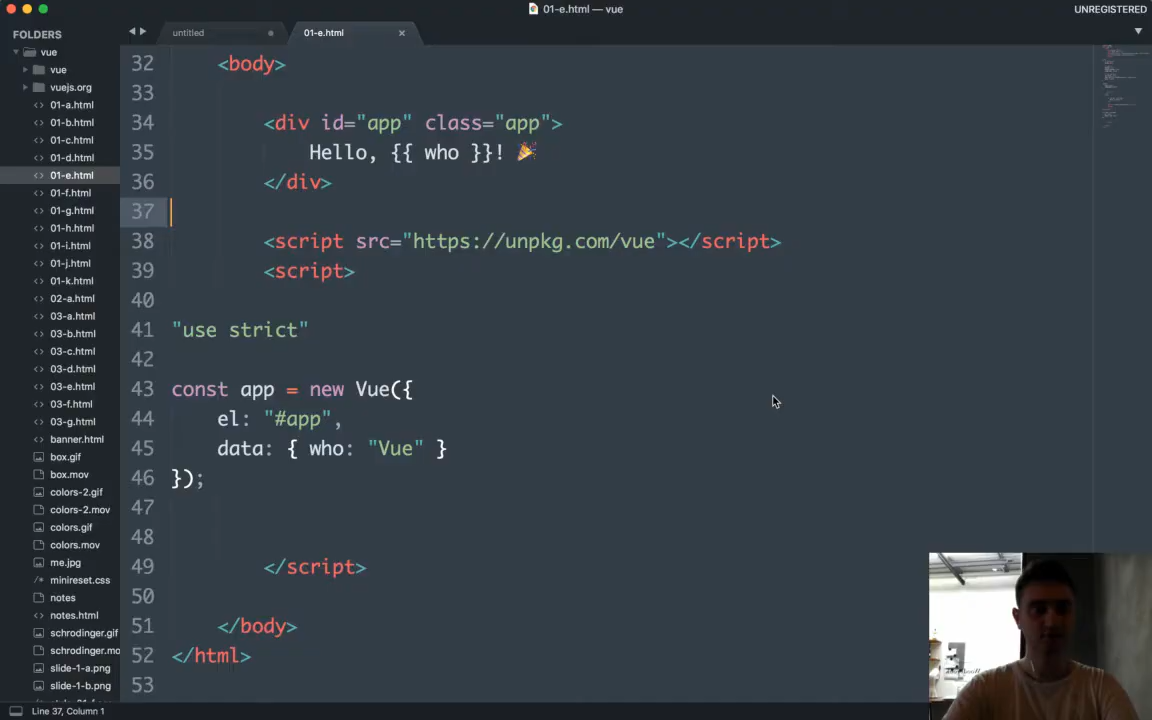 01-e.html — vue
UNREGISTERED
FOLDERS
vue
vue
vuejs.org
01-a.html
01-b.html
01-c.html
01-d.html
01-e.html
01-f.html
01-g.html
01-h.html
01-i.html
01-j.html
01-k.html
02-a.html
03-a.html
03-b.html
03-c.html
03-d.html
03-e.html
03-f.html
03-g.html
banner.html
box.gif
box.mov
colors-2.gif
colors-2.mov
colors.gif
colors.mov
me.jpg
minireset.css
notes
notes.html
schrodinger.gif
schrodinger.mo
slide-1-a.png
slide-1-b.png
untitled
01-e.html
32 <body>
33
34 <div id="app" class="app">
35 Hello, {{ who }}! 🎉
36 </div>
37
38 <script src="https://unpkg.com/vue"></script>
39 <script>
40
41 "use strict"
42
43 const app = new Vue({
44 el: "#app",
45 data: { who: "Vue" }
46 });
47
48
49 </script>
50
51 </body>
52 </html>
53
Line 37, Column 1